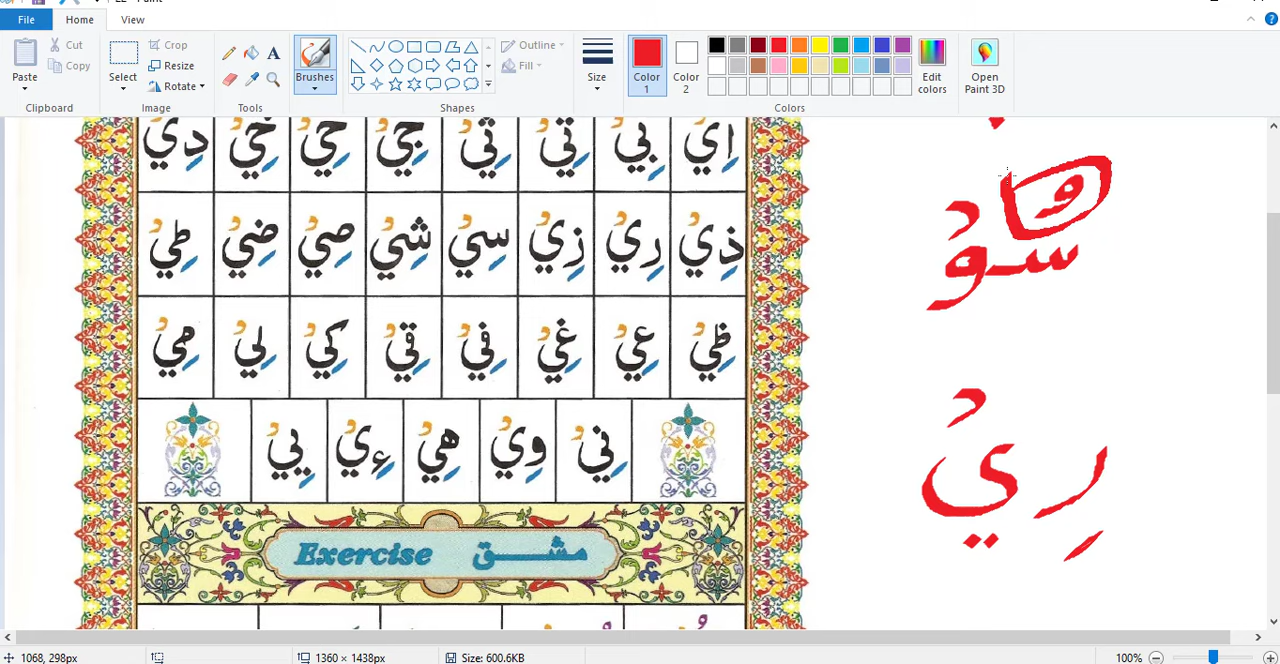 File Home View
Paste
Cut
Copy
Clipboard
Select
Crop
Resize
Rotate
Image
Tools
Brushes
Shapes
Outline
Fill
Size
Color 1
Color 2
Colors
Edit colors
Open Paint 3D
اِيْ بِيْ تِيْ ثِيْ جِيْ حِيْ خِيْ دِيْ
ذِيْ رِيْ زِيْ سِيْ شِيْ صِيْ ضِيْ طِيْ
ظِيْ عِيْ غِيْ فِيْ قِيْ كِيْ لِيْ مِيْ
نِيْ وِيْ هِيْ ءِيْ يِيْ
Exercise مشــــق
سُوْ
رِيْ
1068, 298px
1360 × 1438px
Size: 600.6KB
100%